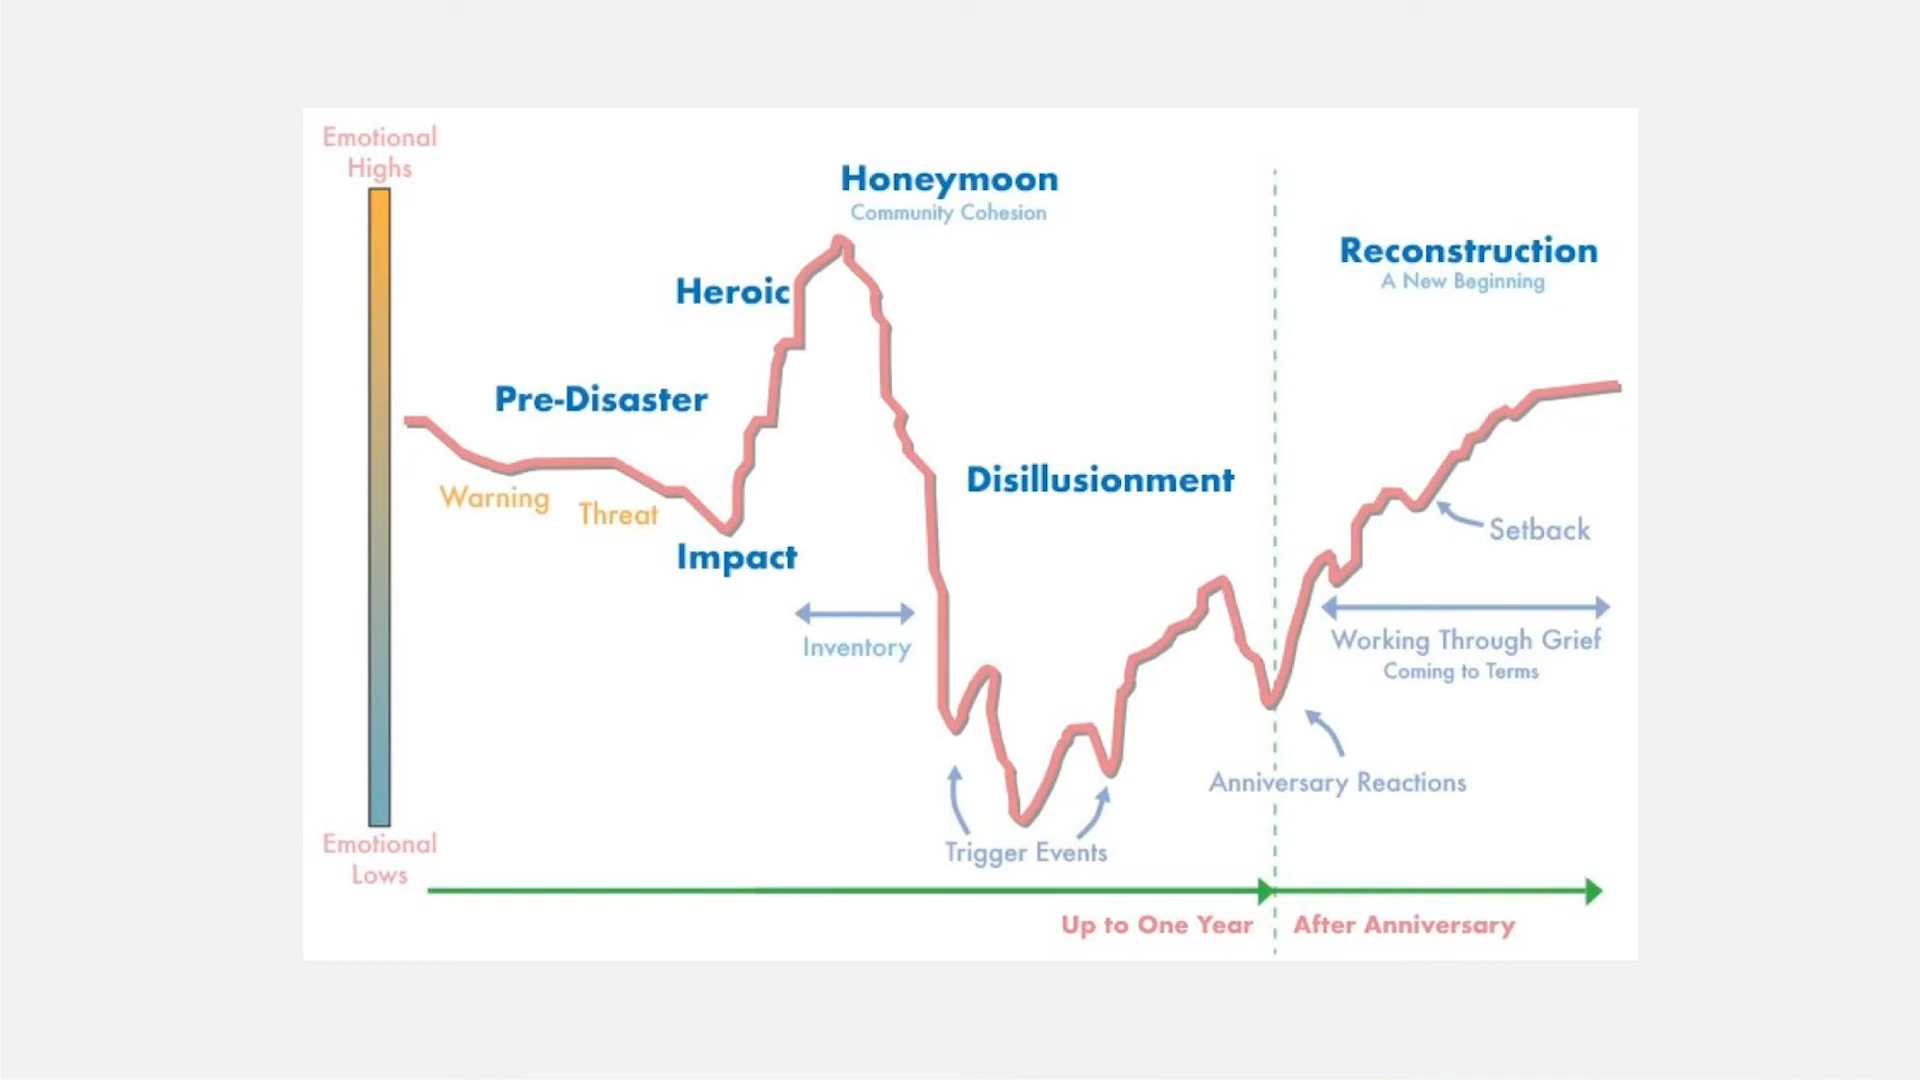 Emotional
Highs
Honeymoon
Community Cohesion
Reconstruction
A New Beginning
Heroic
Pre-Disaster
Warning
Threat
Impact
Disillusionment
Setback
Inventory
Working Through Grief
Coming to Terms
Anniversary Reactions
Trigger Events
Emotional
Lows
Up to One Year
After Anniversary